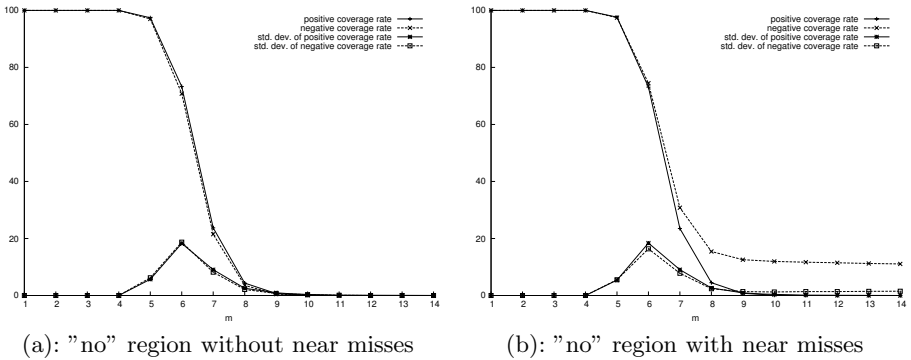 positive coverage rate
negative coverage rate
std. dev. of positive coverage rate
std. dev. of negative coverage rate
100
80
60
40
20
0
1 2 3 4 5 6 7 8 9 10 11 12 13 14
m
(a): ”no” region without near misses
positive coverage rate
negative coverage rate
std. dev. of positive coverage rate
std. dev. of negative coverage rate
100
80
60
40
20
0
1 2 3 4 5 6 7 8 9 10 11 12 13 14
m
(b): ”no” region with near misses